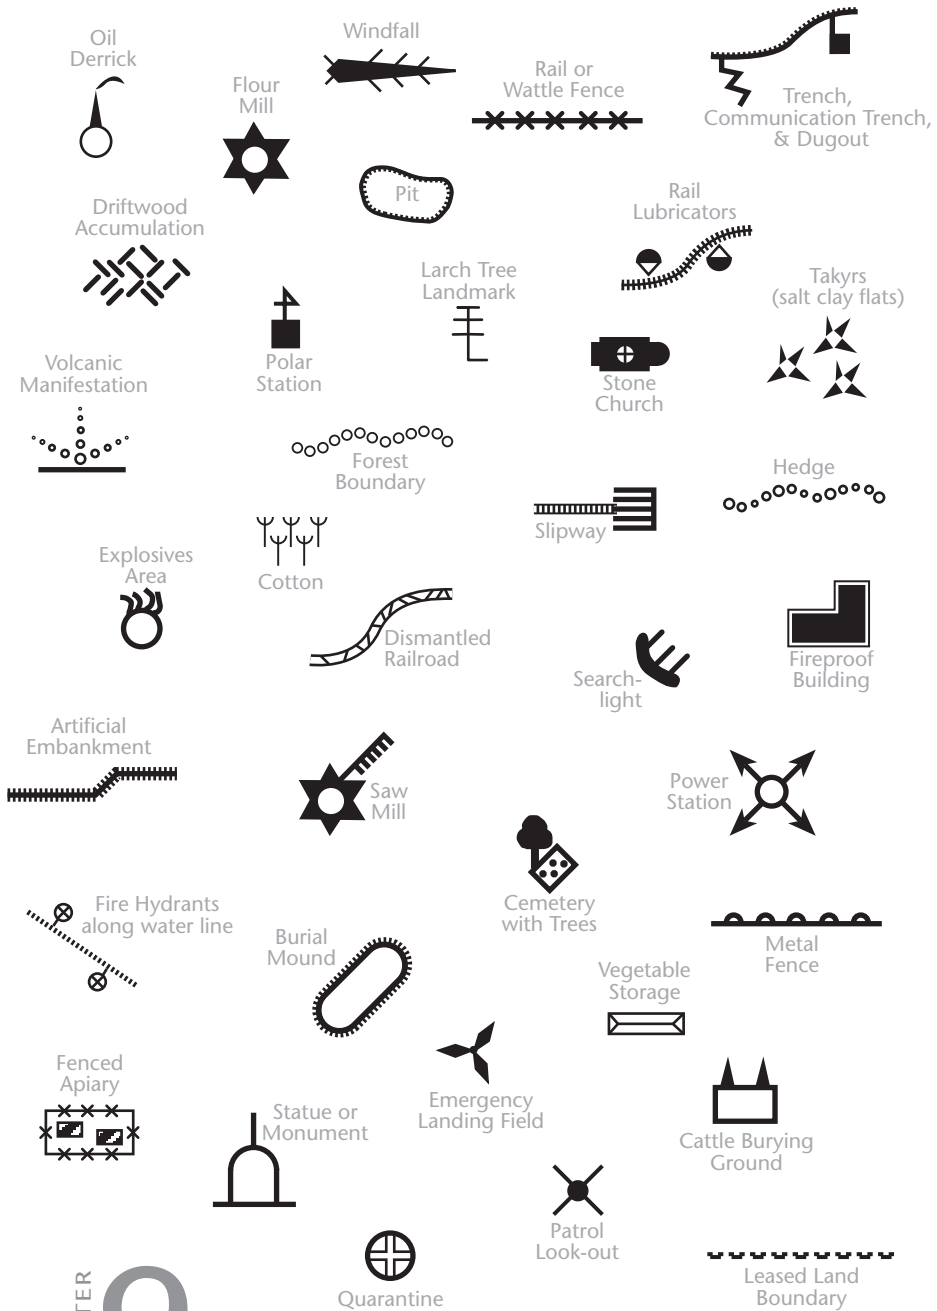 Oil
Derrick
Windfall
Flour
Mill
Rail or
Wattle Fence
Trench,
Communication Trench,
& Dugout
Pit
Driftwood
Accumulation
Rail
Lubricators
Larch Tree
Landmark
Takyrs
(salt clay flats)
Polar
Station
Stone
Church
Volcanic
Manifestation
Forest
Boundary
Hedge
Slipway
Cotton
Explosives
Area
Dismantled
Railroad
Search-
light
Fireproof
Building
Artificial
Embankment
Saw
Mill
Power
Station
Cemetery
with Trees
Fire Hydrants
along water line
Burial
Mound
Metal
Fence
Vegetable
Storage
Fenced
Apiary
Emergency
Landing Field
Statue or
Monument
Cattle Burying
Ground
Patrol
Look-out
Quarantine
Leased Land
Boundary